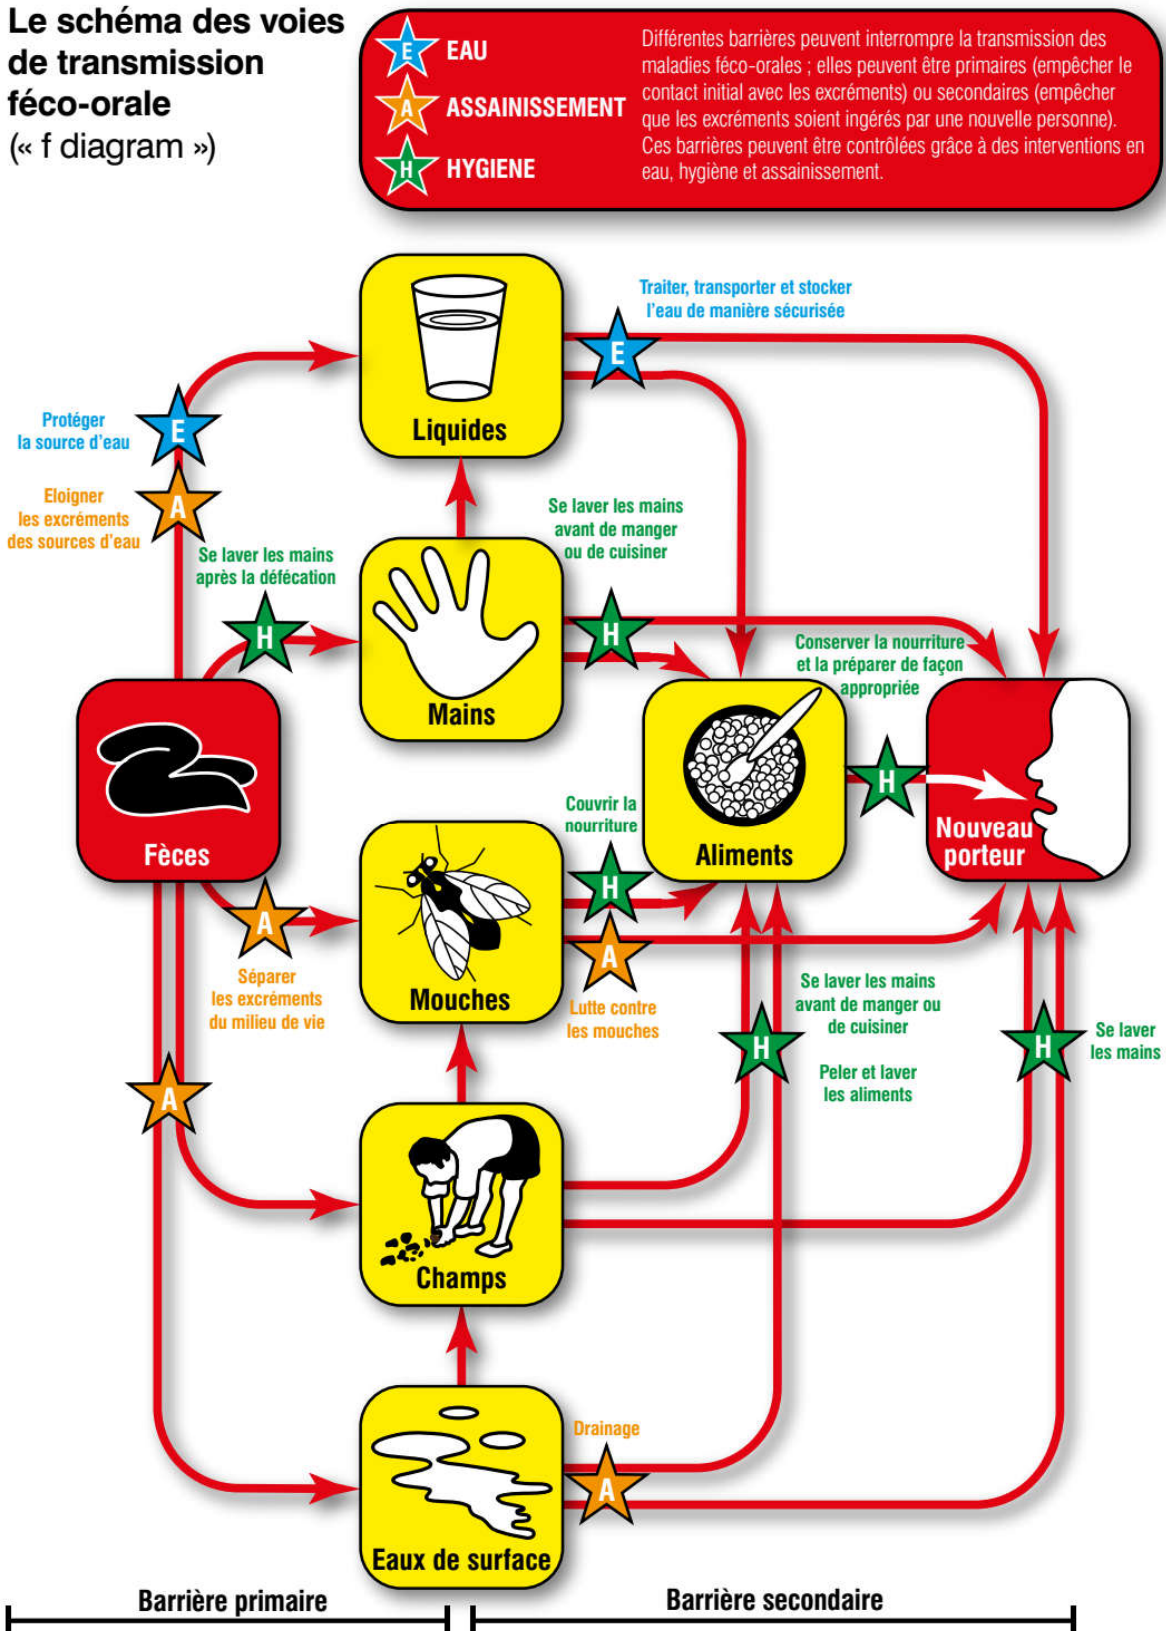 Le schéma des voies
de transmission
féco-orale
(« f diagram »)
E EAU
A ASSAINISSEMENT
H HYGIENE
Différentes barrières peuvent interrompre la transmission des
maladies féco-orales ; elles peuvent être primaires (empêcher le
contact initial avec les excréments) ou secondaires (empêcher
que les excréments soient ingérés par une nouvelle personne).
Ces barrières peuvent être contrôlées grâce à des interventions en
eau, hygiène et assainissement.
Traiter, transporter et stocker
l'eau de manière sécurisée
E
Liquides
Protéger
la source d'eau
E
Eloigner
les excréments
des sources d'eau
A
Se laver les mains
après la défécation
H
Se laver les mains
avant de manger
ou de cuisiner
H
Mains
Conserver la nourriture
et la préparer de façon
appropriée
H
Fèces
Aliments
Nouveau
porteur
Couvrir la
nourriture
H
A
Séparer
les excréments
du milieu de vie
Mouches
A
Lutte contre
les mouches
Se laver les mains
avant de manger ou
de cuisiner
H
Peler et laver
les aliments
H
Se laver
les mains
A
Champs
Drainage
A
Eaux de surface
Barrière primaire
Barrière secondaire